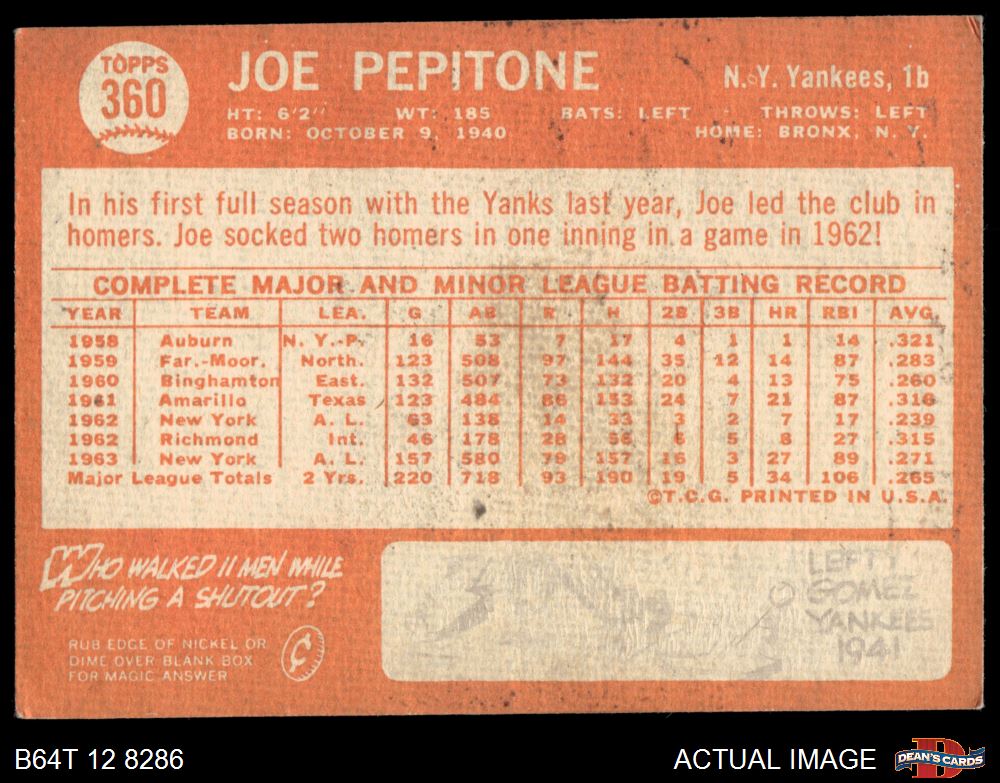 TOPPS
360
JOE PEPITONE
N.Y. Yankees, 1b
HT: 6'2" WT: 185 BATS: LEFT THROWS: LEFT
BORN: OCTOBER 9, 1940 HOME: BRONX, N. Y.
In his first full season with the Yanks last year, Joe led the club in
homers. Joe socked two homers in one inning in a game in 1962!
COMPLETE MAJOR AND MINOR LEAGUE BATTING RECORD
YEAR TEAM LEA. G AB R H 2B 3B HR RBI AVG.
1958 Auburn N. Y.-P. 16 53 7 17 4 1 1 14 .321
1959 Far.-Moor. North. 123 508 97 144 35 12 14 87 .283
1960 Binghamton East. 132 507 73 132 20 4 13 75 .260
1961 Amarillo Texas 123 484 86 153 24 7 21 87 .316
1962 New York A. L. 63 138 14 33 3 2 7 17 .239
1962 Richmond Int. 46 178 28 56 6 5 8 27 .315
1963 New York A. L. 157 580 79 157 16 3 27 89 .271
Major League Totals 2 Yrs. 220 718 93 190 19 5 34 106 .265
©T.C.G. PRINTED IN U.S.A.
WHO WALKED 11 MEN WHILE
PITCHING A SHUTOUT?
RUB EDGE OF NICKEL OR
DIME OVER BLANK BOX
FOR MAGIC ANSWER
¢
LEFTY
GOMEZ
YANKEES
1941
B64T 12 8286
ACTUAL IMAGE
D
DEAN'S CARDS